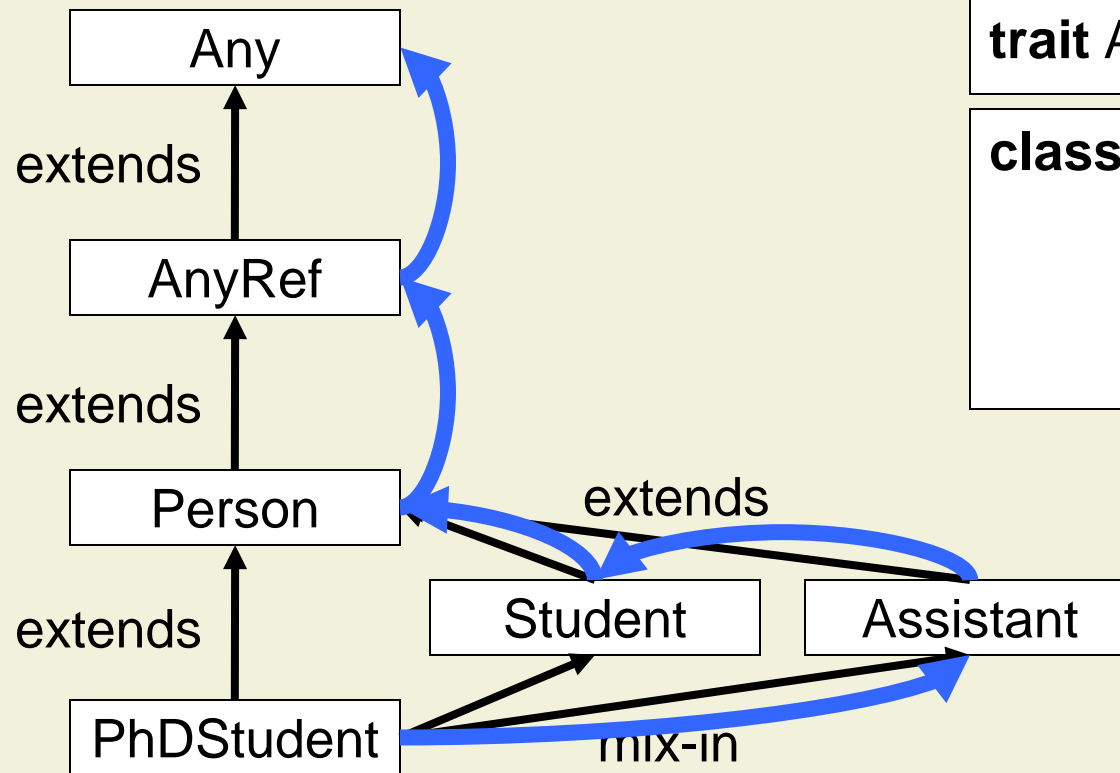 Any
trait
class
extends
AnyRef
extends
Person
extends
Student
Assistant
extends
PhDStudent
mix-in